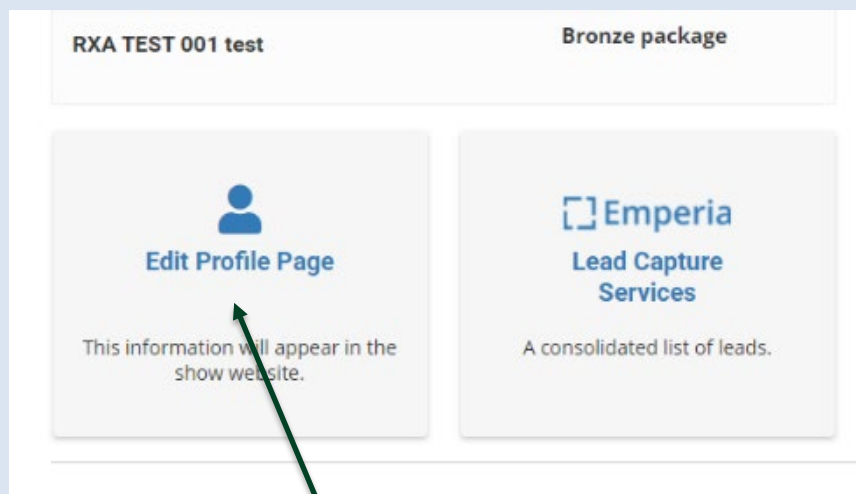 RXA TEST 001 test
Bronze package
Edit Profile Page
This information will appear in the
show website.
Emperia
Lead Capture
Services
A consolidated list of leads.